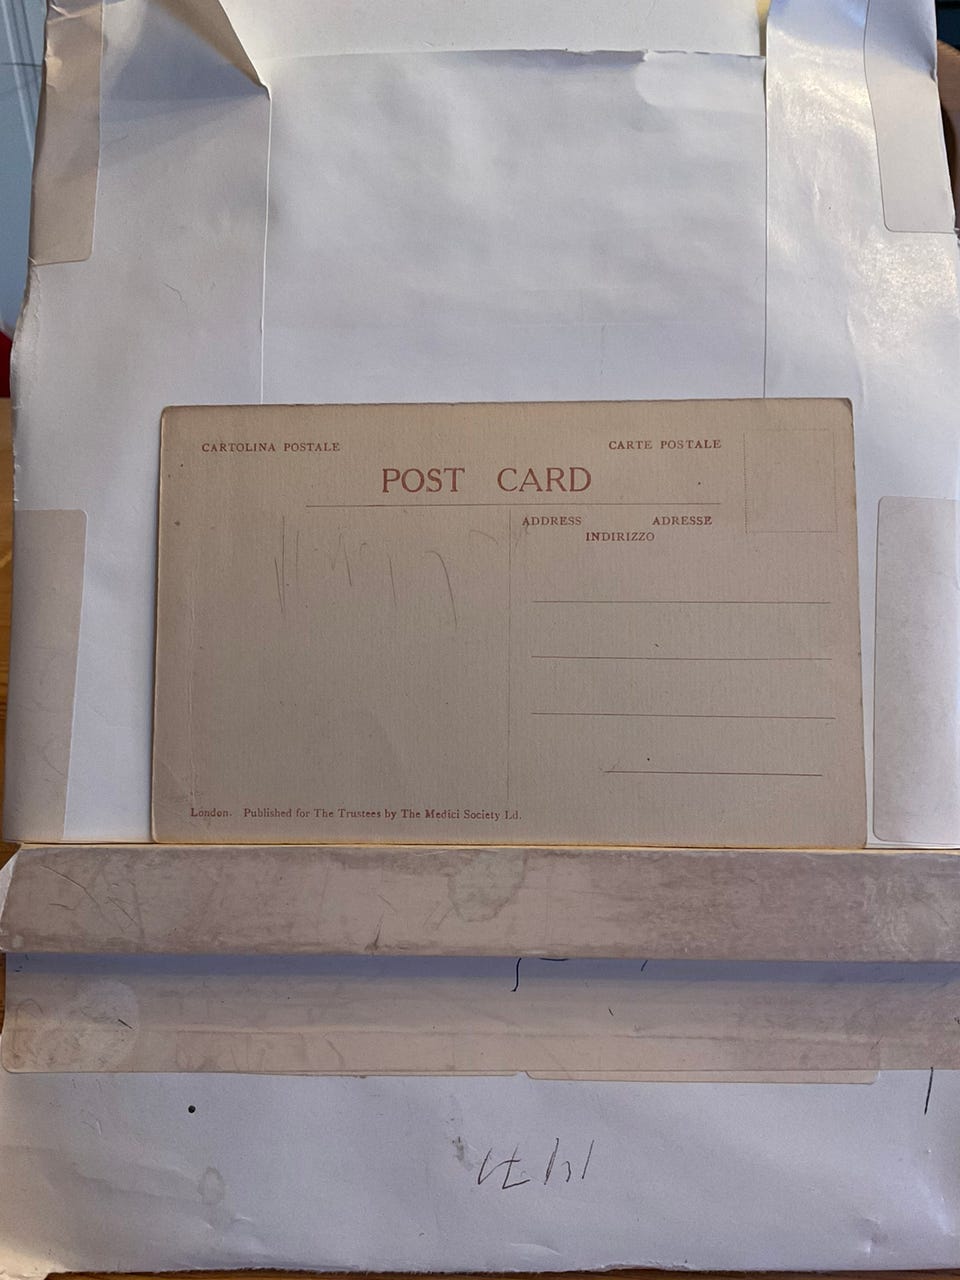 CARTOLINA POSTALE CARTE POSTALE
POST CARD
ADDRESS ADRESSE
INDIRIZZO
London. Published for The Trustees by The Medici Society Ld.